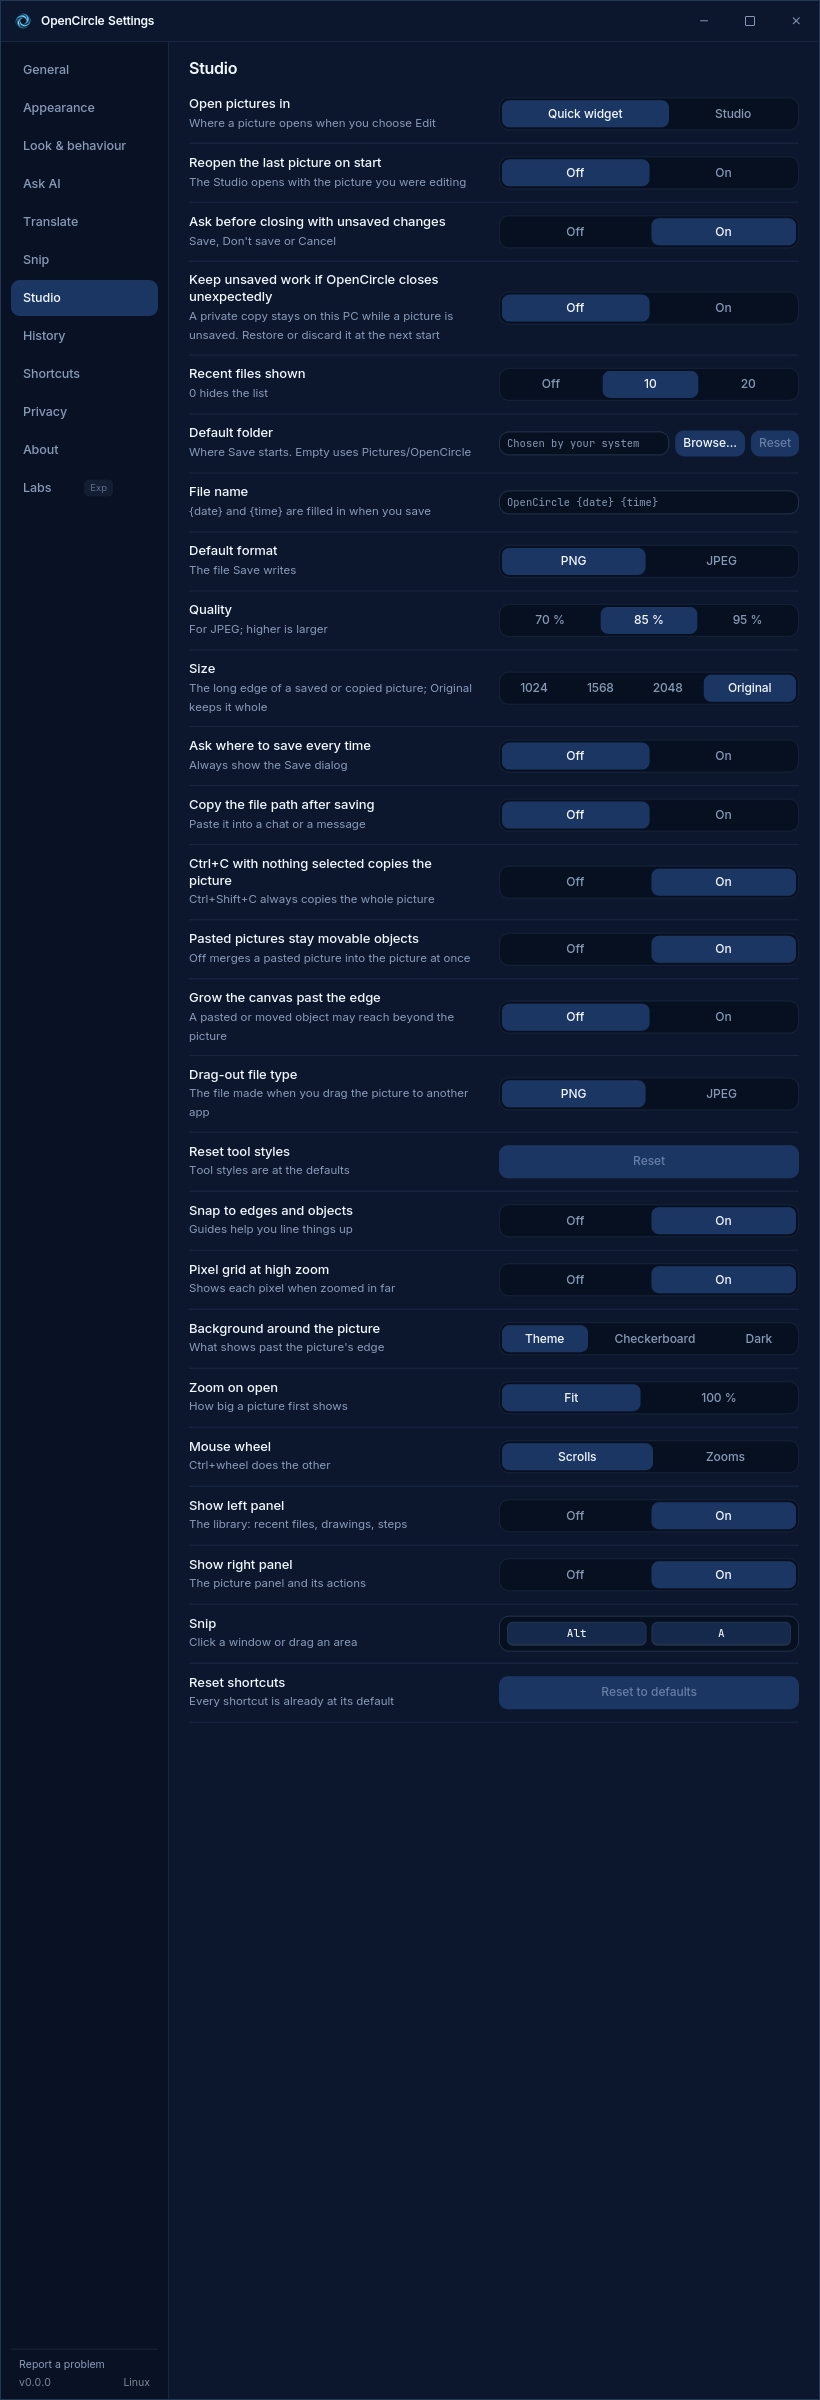 OpenCircle Settings
General
Appearance
Look & behaviour
Ask AI
Translate
Snip
Studio
History
Shortcuts
Privacy
About
Labs Exp
Studio
Open pictures in
Where a picture opens when you choose Edit
Quick widget Studio
Reopen the last picture on start
The Studio opens with the picture you were editing
Off On
Ask before closing with unsaved changes
Save, Don't save or Cancel
Off On
Keep unsaved work if OpenCircle closes
unexpectedly
A private copy stays on this PC while a picture is
unsaved. Restore or discard it at the next start
Off On
Recent files shown
0 hides the list
Off 10 20
Default folder
Where Save starts. Empty uses Pictures/OpenCircle
Chosen by your system Browse... Reset
File name
{date} and {time} are filled in when you save
OpenCircle {date} {time}
Default format
The file Save writes
PNG JPEG
Quality
For JPEG; higher is larger
70 % 85 % 95 %
Size
The long edge of a saved or copied picture; Original
keeps it whole
1024 1568 2048 Original
Ask where to save every time
Always show the Save dialog
Off On
Copy the file path after saving
Paste it into a chat or a message
Off On
Ctrl+C with nothing selected copies the
picture
Ctrl+Shift+C always copies the whole picture
Off On
Pasted pictures stay movable objects
Off merges a pasted picture into the picture at once
Off On
Grow the canvas past the edge
A pasted or moved object may reach beyond the
picture
Off On
Drag-out file type
The file made when you drag the picture to another
app
PNG JPEG
Reset tool styles
Tool styles are at the defaults
Reset
Snap to edges and objects
Guides help you line things up
Off On
Pixel grid at high zoom
Shows each pixel when zoomed in far
Off On
Background around the picture
What shows past the picture's edge
Theme Checkerboard Dark
Zoom on open
How big a picture first shows
Fit 100 %
Mouse wheel
Ctrl+wheel does the other
Scrolls Zooms
Show left panel
The library: recent files, drawings, steps
Off On
Show right panel
The picture panel and its actions
Off On
Snip
Click a window or drag an area
Alt A
Reset shortcuts
Every shortcut is already at its default
Reset to defaults
Report a problem
v0.0.0 Linux